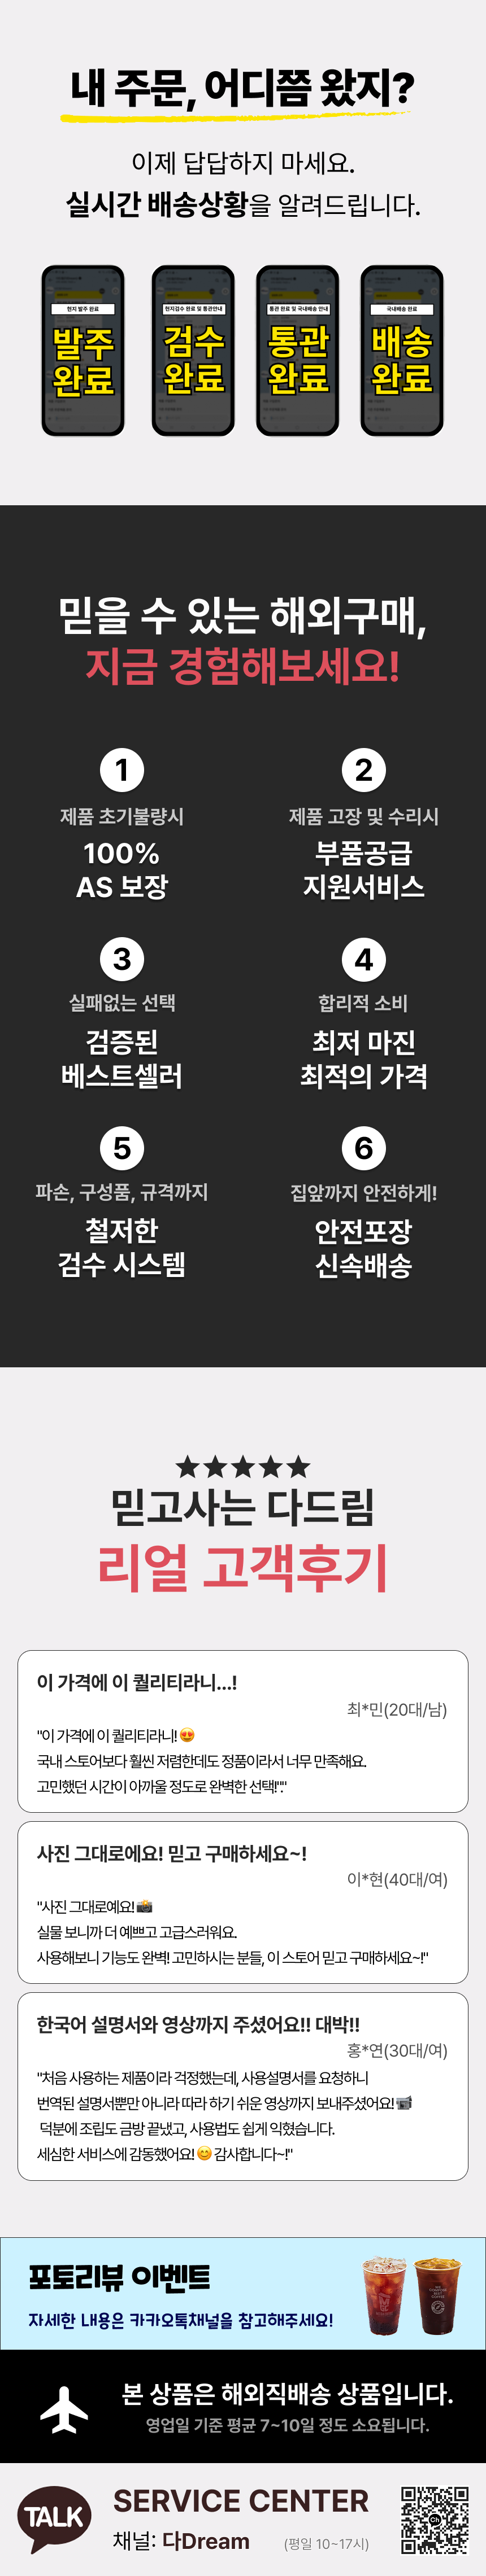 내 주문, 어디쯤 왔지?
이제 답답하지 마세요.
실시간 배송상황을 알려드립니다.
현지 발주 완료
발주
완료
현지검수 완료 및 통관안내
검수
완료
통관 완료 및 국내배송 안내
통관
완료
국내배송 완료
배송
완료
믿을 수 있는 해외구매,
지금 경험해보세요!
1
제품 초기불량시
100%
AS 보장
2
제품 고장 및 수리시
부품공급
지원서비스
3
실패없는 선택
검증된
베스트셀러
4
합리적 소비
최저 마진
최적의 가격
5
파손, 구성품, 규격까지
철저한
검수 시스템
6
집앞까지 안전하게!
안전포장
신속배송
★★★★★
믿고사는 다드림
리얼 고객후기
이 가격에 이 퀄리티라니...!
최*민(20대/남)
"이 가격에 이 퀄리티라니! 😍
국내 스토어보다 훨씬 저렴한데도 정품이라서 너무 만족해요.
고민했던 시간이 아까울 정도로 완벽한 선택!"."
사진 그대로에요! 믿고 구매하세요~!
이*현(40대/여)
"사진 그대로예요! 📸
실물 보니까 더 예쁘고 고급스러워요.
사용해보니 기능도 완벽! 고민하시는 분들, 이 스토어 믿고 구매하세요~!"
한국어 설명서와 영상까지 주셨어요!! 대박!!
홍*연(30대/여)
"처음 사용하는 제품이라 걱정했는데, 사용설명서를 요청하니
번역된 설명서뿐만 아니라 따라 하기 쉬운 영상까지 보내주셨어요! 📹
덕분에 조립도 금방 끝냈고, 사용법도 쉽게 익혔습니다.
세심한 서비스에 감동했어요! 😊 감사합니다~!"
포토리뷰 이벤트
자세한 내용은 카카오톡채널을 참고해주세요!
본 상품은 해외직배송 상품입니다.
영업일 기준 평균 7~10일 정도 소요됩니다.
TALK
SERVICE CENTER
채널: 다Dream
(평일 10~17시)
Ch